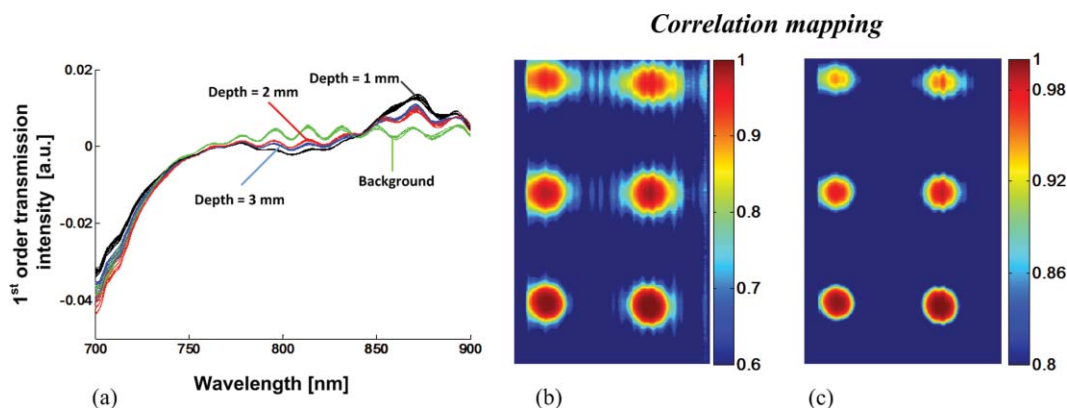 Correlation mapping
0.02
0
-0.02
-0.04
1st order transmission
intensity [a.u.]
Depth = 1 mm
Depth = 2 mm
Depth = 3 mm
Background
700
750
800
850
900
Wavelength [nm]
(a)
1
0.9
0.8
0.7
0.6
(b)
1
0.98
0.92
0.86
0.8
(c)